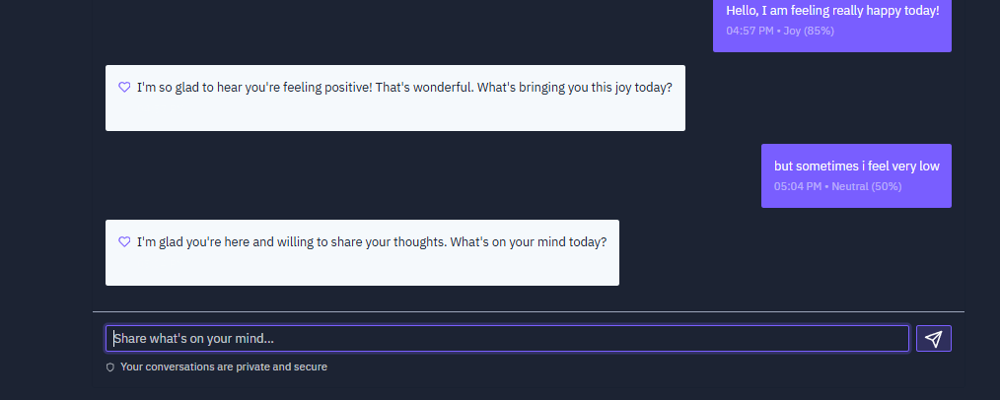 Hello, I am feeling really happy today!
04:57 PM • Joy (85%)
I'm so glad to hear you're feeling positive! That's wonderful. What's bringing you this joy today?
but sometimes i feel very low
05:04 PM • Neutral (50%)
I'm glad you're here and willing to share your thoughts. What's on your mind today?
Share what's on your mind...
Your conversations are private and secure